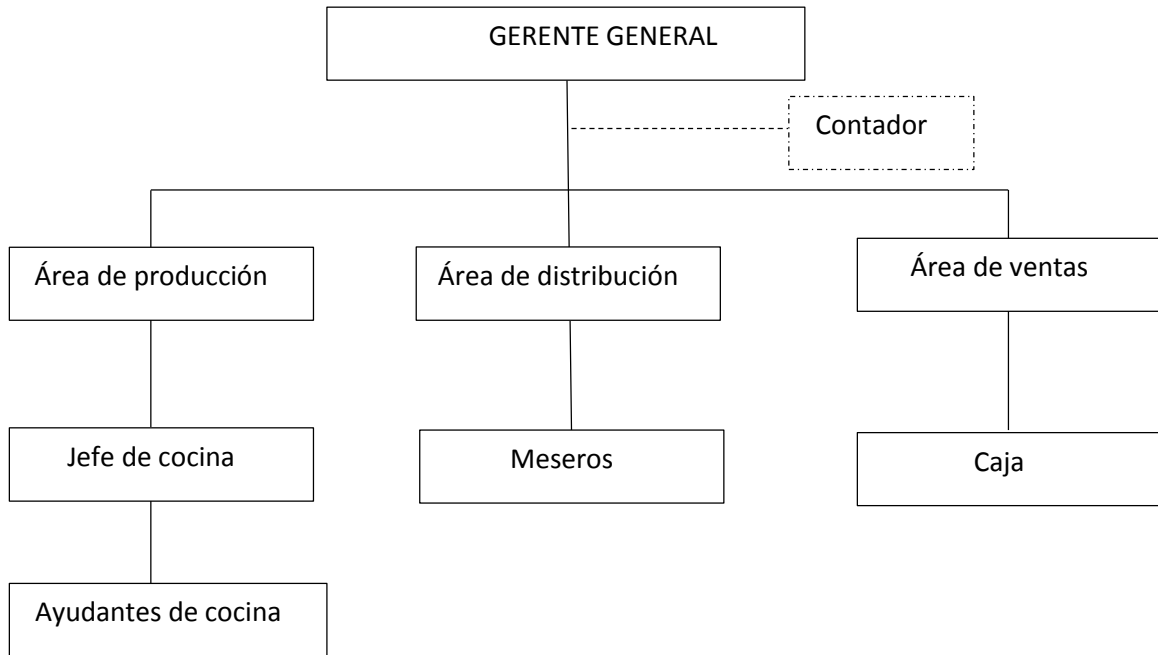 GERENTE GENERAL
Contador
Área de producción
Área de distribución
Área de ventas
Jefe de cocina
Meseros
Caja
Ayudantes de cocina